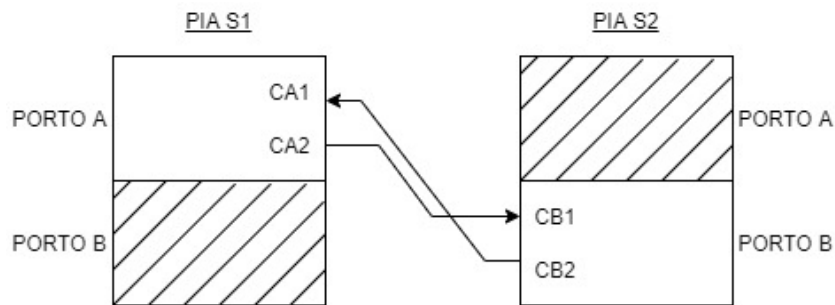 PIA S1
PIA S2
CA1
PORTO A
CA2
PORTO A
PORTO B
CB1
PORTO B
CB2